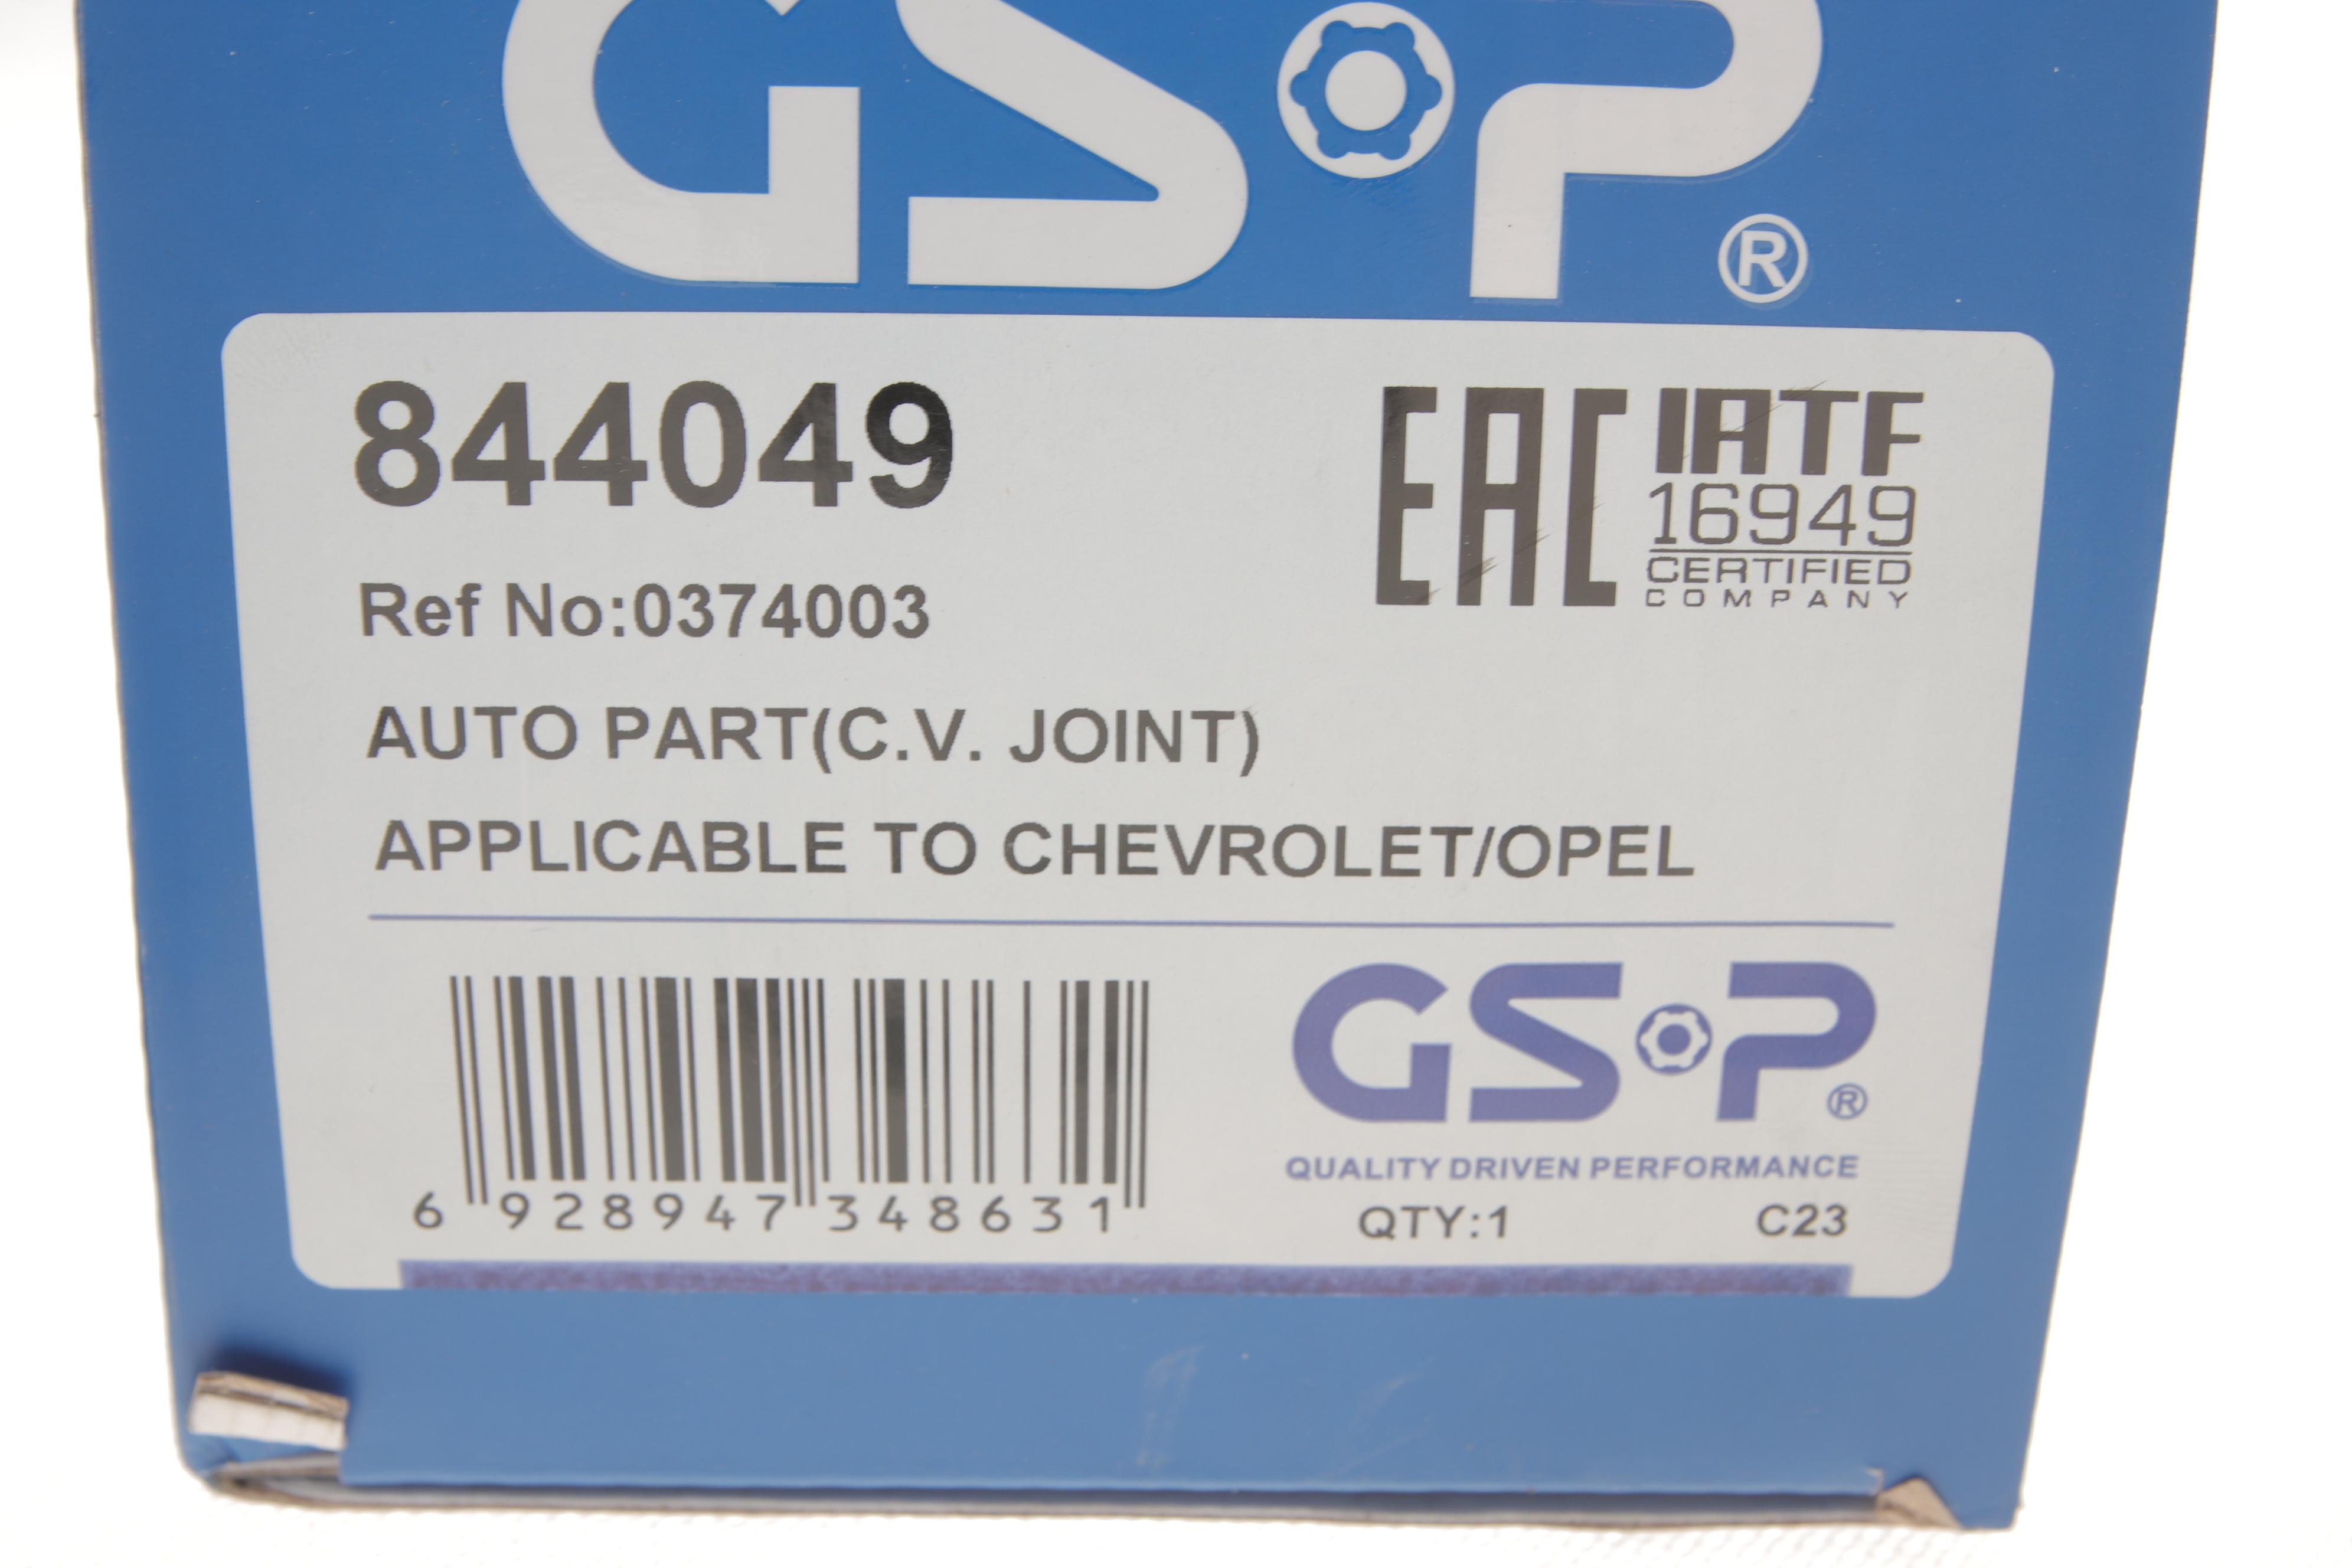 GSP®
844049
EAC
IATF
16949
CERTIFIED
COMPANY
Ref No:0374003
AUTO PART(C.V. JOINT)
APPLICABLE TO CHEVROLET/OPEL
6 928947 348631
GSP®
QUALITY DRIVEN PERFORMANCE
QTY:1 C23